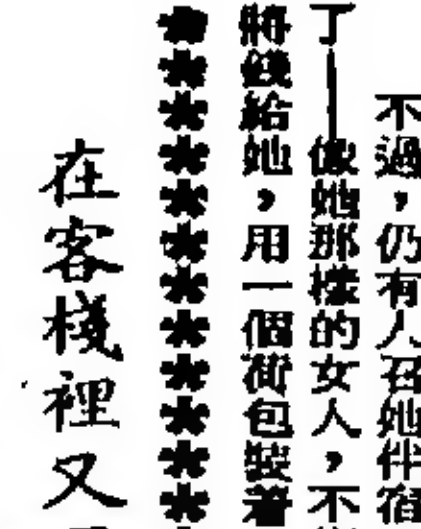 不過，仍有人召她伴宿
了——像她那樣的女人，不
將錢給她，用一個荷包裝着
＊＊＊＊＊＊＊＊＊＊＊＊
在客棧裡又